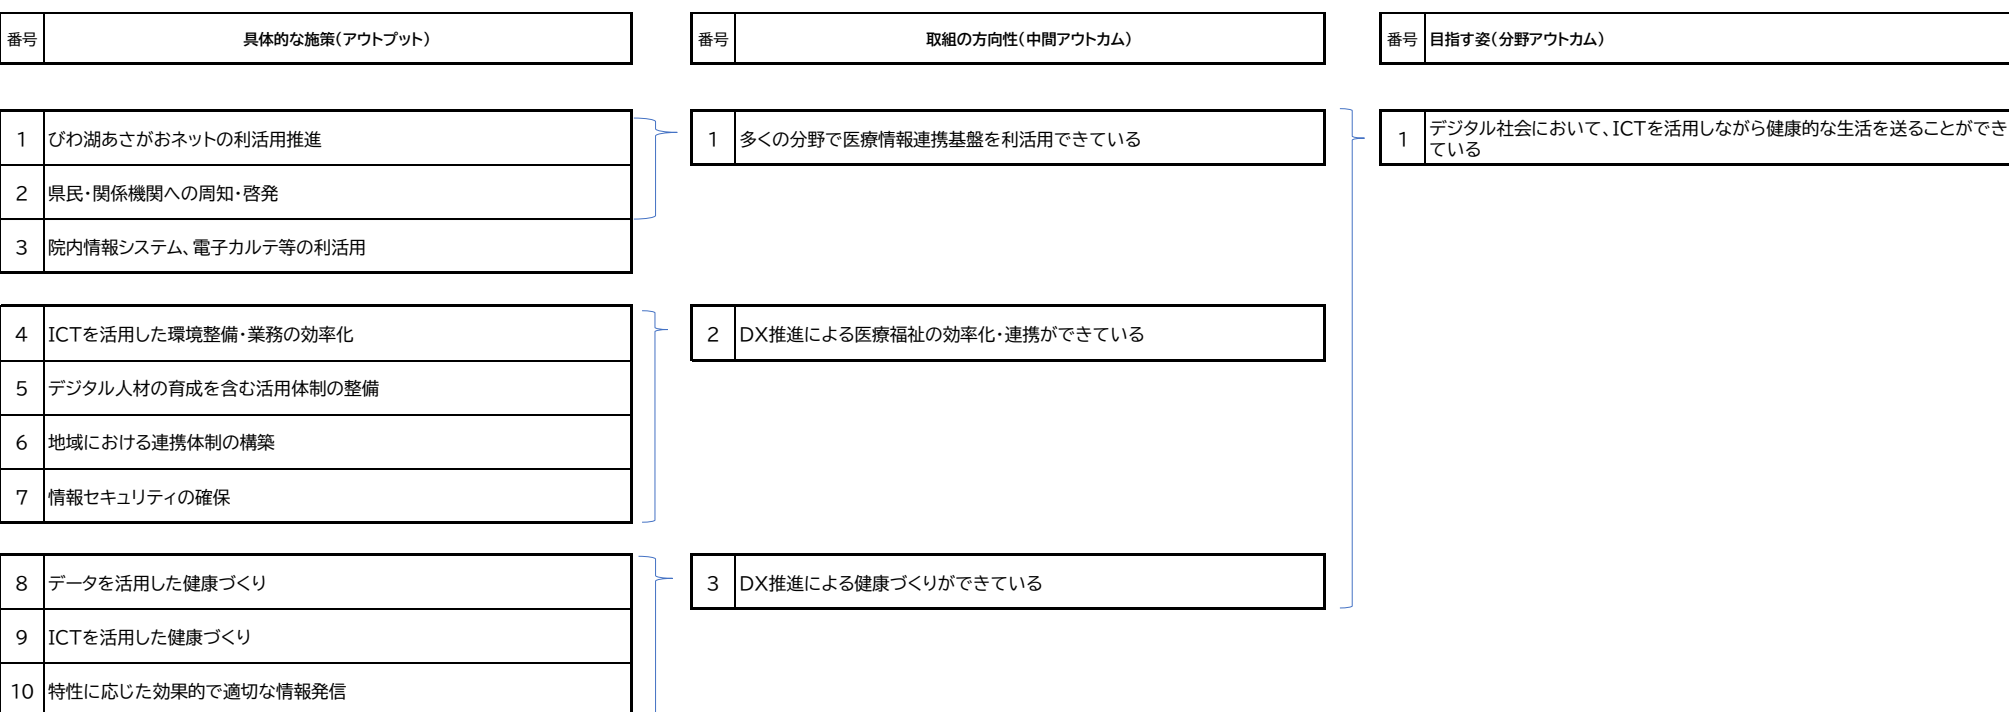 番号 具体的な施策(アウトプット) 番号 取組の方向性(中間アウトカム) 番号 目指す姿(分野アウトカム)
1 びわ湖あさがおネットの利活用推進 1 多くの分野で医療情報連携基盤を利活用できている 1 デジタル社会において、ICTを活用しながら健康的な生活を送ることができ
ている
2 県民・関係機関への周知・啓発
3 院内情報システム、電子カルテ等の利活用
4 ICTを活用した環境整備・業務の効率化 2 DX推進による医療福祉の効率化・連携ができている
5 デジタル人材の育成を含む活用体制の整備
6 地域における連携体制の構築
7 情報セキュリティの確保
8 データを活用した健康づくり 3 DX推進による健康づくりができている
9 ICTを活用した健康づくり
10 特性に応じた効果的で適切な情報発信